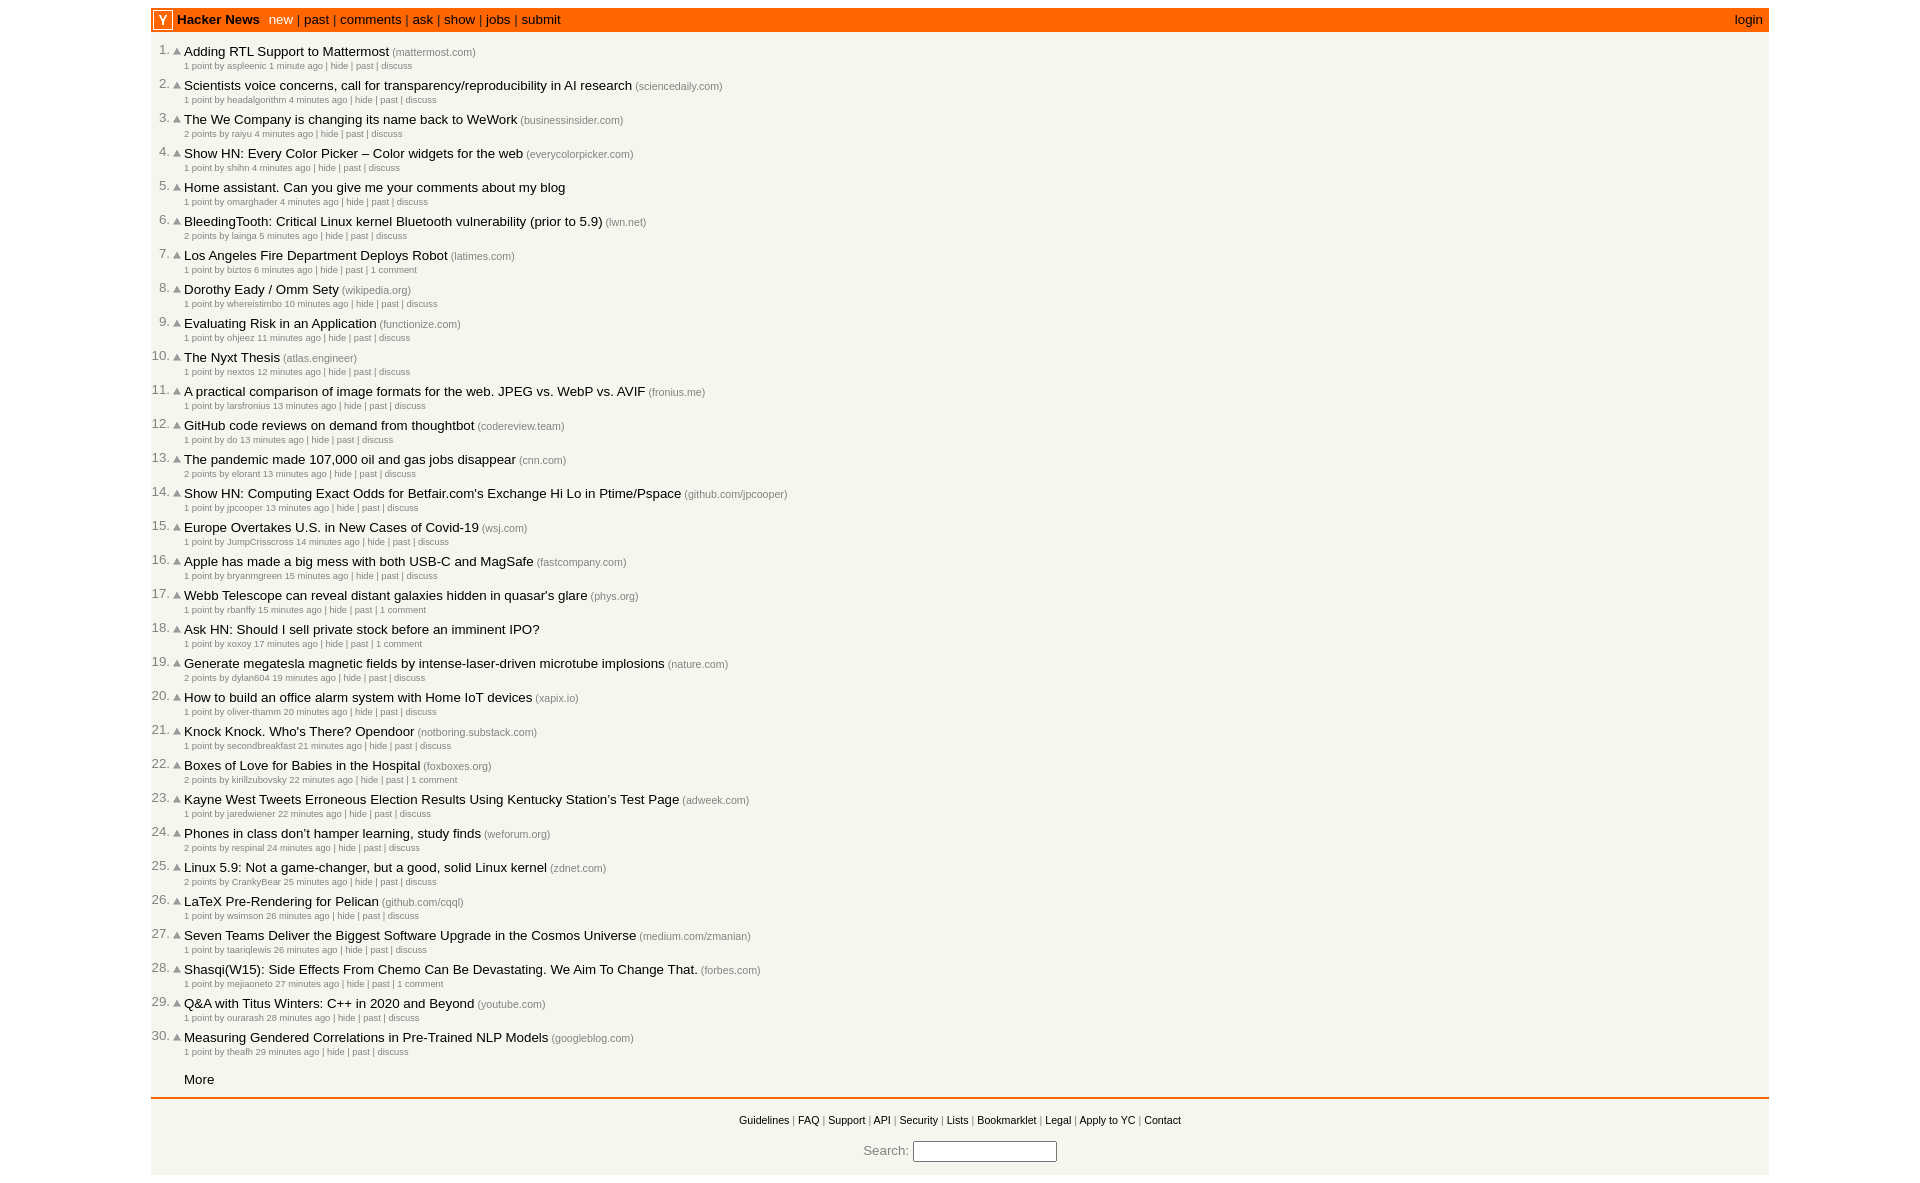 Y Hacker News new | past | comments | ask | show | jobs | submit login
1. Adding RTL Support to Mattermost (mattermost.com)
1 point by aspleenic 1 minute ago | hide | past | discuss
2. Scientists voice concerns, call for transparency/reproducibility in AI research (sciencedaily.com)
1 point by headalgorithm 4 minutes ago | hide | past | discuss
3. The We Company is changing its name back to WeWork (businessinsider.com)
2 points by raiyu 4 minutes ago | hide | past | discuss
4. Show HN: Every Color Picker – Color widgets for the web (everycolorpicker.com)
1 point by shihn 4 minutes ago | hide | past | discuss
5. Home assistant. Can you give me your comments about my blog
1 point by omarghader 4 minutes ago | hide | past | discuss
6. BleedingTooth: Critical Linux kernel Bluetooth vulnerability (prior to 5.9) (lwn.net)
2 points by lainga 5 minutes ago | hide | past | discuss
7. Los Angeles Fire Department Deploys Robot (latimes.com)
1 point by biztos 6 minutes ago | hide | past | 1 comment
8. Dorothy Eady / Omm Sety (wikipedia.org)
1 point by whereistimbo 10 minutes ago | hide | past | discuss
9. Evaluating Risk in an Application (functionize.com)
1 point by ohjeez 11 minutes ago | hide | past | discuss
10. The Nyxt Thesis (atlas.engineer)
1 point by nextos 12 minutes ago | hide | past | discuss
11. A practical comparison of image formats for the web. JPEG vs. WebP vs. AVIF (fronius.me)
1 point by larsfronius 13 minutes ago | hide | past | discuss
12. GitHub code reviews on demand from thoughtbot (codereview.team)
1 point by do 13 minutes ago | hide | past | discuss
13. The pandemic made 107,000 oil and gas jobs disappear (cnn.com)
2 points by elorant 13 minutes ago | hide | past | discuss
14. Show HN: Computing Exact Odds for Betfair.com's Exchange Hi Lo in Ptime/Pspace (github.com/jpcooper)
1 point by jpcooper 13 minutes ago | hide | past | discuss
15. Europe Overtakes U.S. in New Cases of Covid-19 (wsj.com)
1 point by JumpCrisscross 14 minutes ago | hide | past | discuss
16. Apple has made a big mess with both USB-C and MagSafe (fastcompany.com)
1 point by bryanmgreen 15 minutes ago | hide | past | discuss
17. Webb Telescope can reveal distant galaxies hidden in quasar's glare (phys.org)
1 point by rbanffy 15 minutes ago | hide | past | 1 comment
18. Ask HN: Should I sell private stock before an imminent IPO?
1 point by xoxoy 17 minutes ago | hide | past | 1 comment
19. Generate megatesla magnetic fields by intense-laser-driven microtube implosions (nature.com)
2 points by dylan604 19 minutes ago | hide | past | discuss
20. How to build an office alarm system with Home IoT devices (xapix.io)
1 point by oliver-thamm 20 minutes ago | hide | past | discuss
21. Knock Knock. Who's There? Opendoor (notboring.substack.com)
1 point by secondbreakfast 21 minutes ago | hide | past | discuss
22. Boxes of Love for Babies in the Hospital (foxboxes.org)
2 points by kirillzubovsky 22 minutes ago | hide | past | 1 comment
23. Kayne West Tweets Erroneous Election Results Using Kentucky Station’s Test Page (adweek.com)
1 point by jaredwiener 22 minutes ago | hide | past | discuss
24. Phones in class don’t hamper learning, study finds (weforum.org)
2 points by respinal 24 minutes ago | hide | past | discuss
25. Linux 5.9: Not a game-changer, but a good, solid Linux kernel (zdnet.com)
2 points by CrankyBear 25 minutes ago | hide | past | discuss
26. LaTeX Pre-Rendering for Pelican (github.com/cqql)
1 point by wsimson 26 minutes ago | hide | past | discuss
27. Seven Teams Deliver the Biggest Software Upgrade in the Cosmos Universe (medium.com/zmanian)
1 point by taariqlewis 26 minutes ago | hide | past | discuss
28. Shasqi(W15): Side Effects From Chemo Can Be Devastating. We Aim To Change That. (forbes.com)
1 point by mejiaoneto 27 minutes ago | hide | past | 1 comment
29. Q&A with Titus Winters: C++ in 2020 and Beyond (youtube.com)
1 point by ourarash 28 minutes ago | hide | past | discuss
30. Measuring Gendered Correlations in Pre-Trained NLP Models (googleblog.com)
1 point by theafh 29 minutes ago | hide | past | discuss
More
Guidelines | FAQ | Support | API | Security | Lists | Bookmarklet | Legal | Apply to YC | Contact
Search: